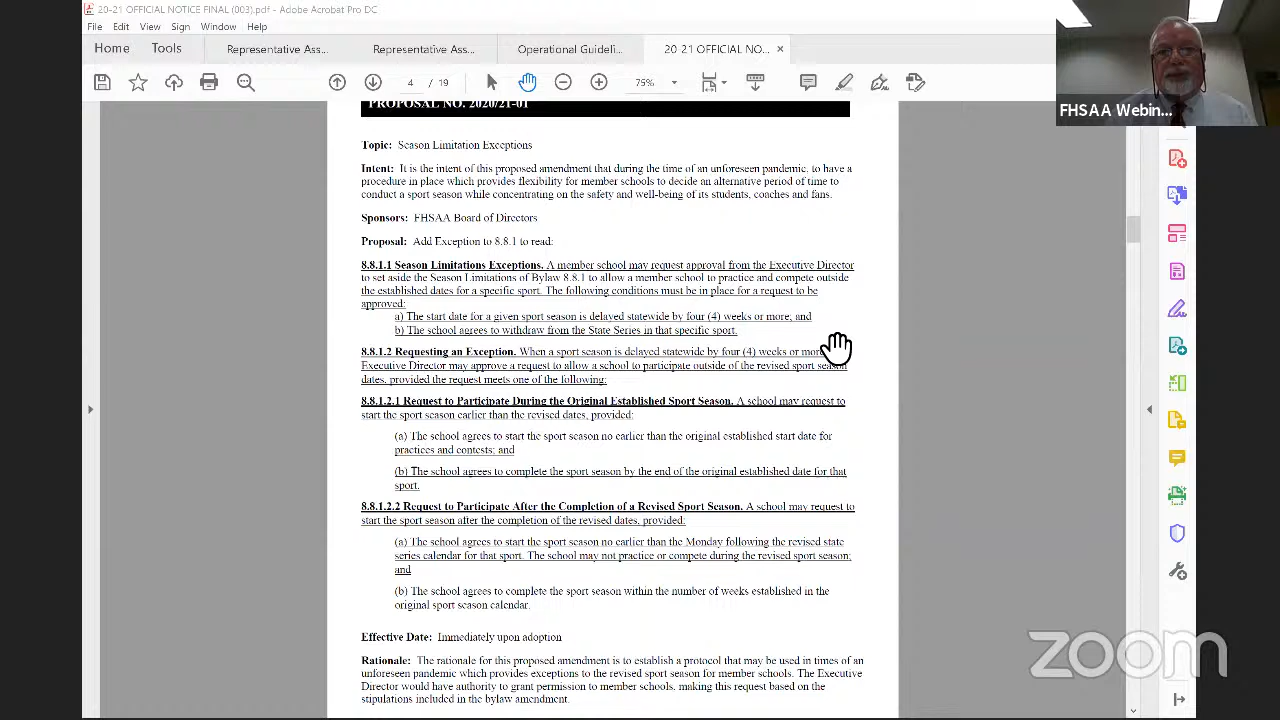 20-21 OFFICIAL NOTICE FINAL (003).pdf - Adobe Acrobat Pro DC
File Edit View Sign Window Help
Home Tools Representative Ass... Representative Ass... Operational Guideli... 20-21 OFFICIAL NO... ×
4 / 19 75%
FHSAA Webin...
PROPOSAL NO. 2020/21-01
Topic: Season Limitation Exceptions
Intent: It is the intent of this proposed amendment that during the time of an unforeseen pandemic, to have a
procedure in place which provides flexibility for member schools to decide an alternative period of time to
conduct a sport season while concentrating on the safety and well-being of its students, coaches and fans.
Sponsors: FHSAA Board of Directors
Proposal: Add Exception to 8.8.1 to read:
8.8.1.1 Season Limitations Exceptions. A member school may request approval from the Executive Director
to set aside the Season Limitations of Bylaw 8.8.1 to allow a member school to practice and compete outside
the established dates for a specific sport. The following conditions must be in place for a request to be
approved:
a) The start date for a given sport season is delayed statewide by four (4) weeks or more; and
b) The school agrees to withdraw from the State Series in that specific sport.
8.8.1.2 Requesting an Exception. When a sport season is delayed statewide by four (4) weeks or
Executive Director may approve a request to allow a school to participate outside of the revised sport season
dates, provided the request meets one of the following:
8.8.1.2.1 Request to Participate During the Original Established Sport Season. A school may request to
start the sport season earlier than the revised dates, provided:
(a) The school agrees to start the sport season no earlier than the original established start date for
practices and contests; and
(b) The school agrees to complete the sport season by the end of the original established date for that
sport.
8.8.1.2.2 Request to Participate After the Completion of a Revised Sport Season. A school may request to
start the sport season after the completion of the revised dates, provided:
(a) The school agrees to start the sport season no earlier than the Monday following the revised state
series calendar for that sport. The school may not practice or compete during the revised sport season;
and
(b) The school agrees to complete the sport season within the number of weeks established in the
original sport season calendar.
Effective Date: Immediately upon adoption
Rationale: The rationale for this proposed amendment is to establish a protocol that may be used in times of an
unforeseen pandemic which provides exceptions to the revised sport season for member schools. The Executive
Director would have authority to grant permission to member schools, making this request based on the
stipulations included in the bylaw amendment.
zoom